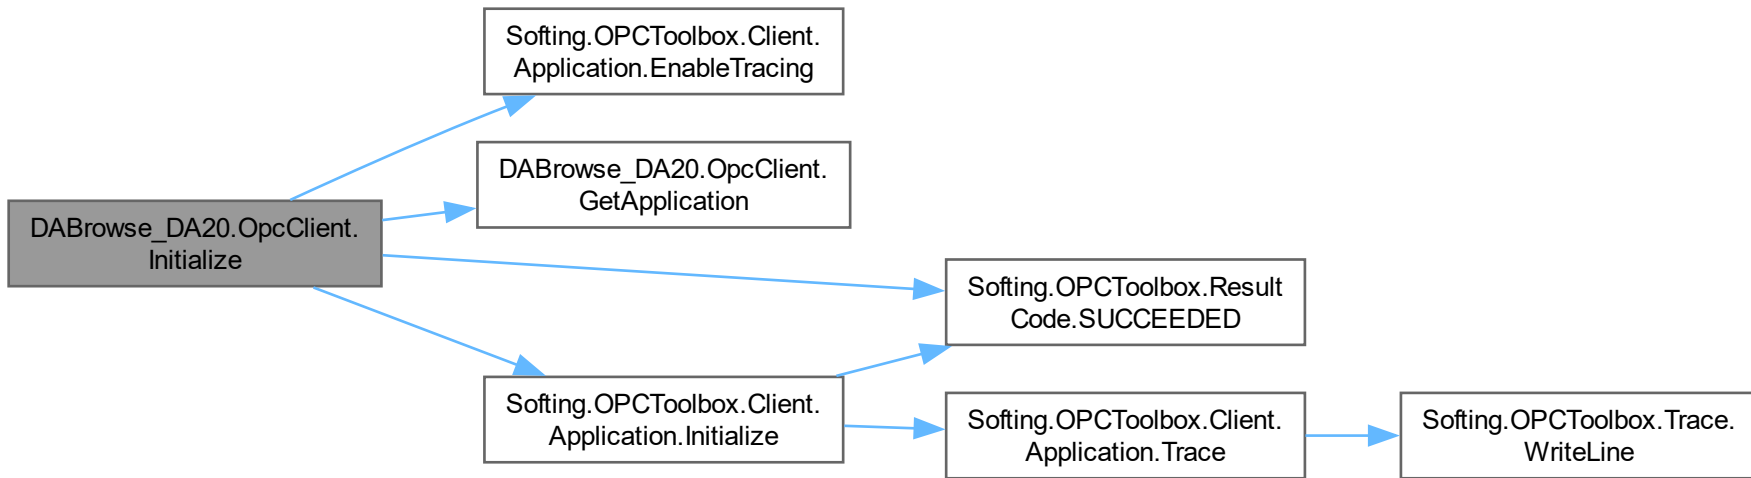 Softing.OPCToolbox.Client.
Application.EnableTracing
DABrowse_DA20.OpcClient.
GetApplication
DABrowse_DA20.OpcClient.
Initialize
Softing.OPCToolbox.Result
Code.SUCCEEDED
Softing.OPCToolbox.Client.
Application.Initialize
Softing.OPCToolbox.Client.
Application.Trace
Softing.OPCToolbox.Trace.
WriteLine